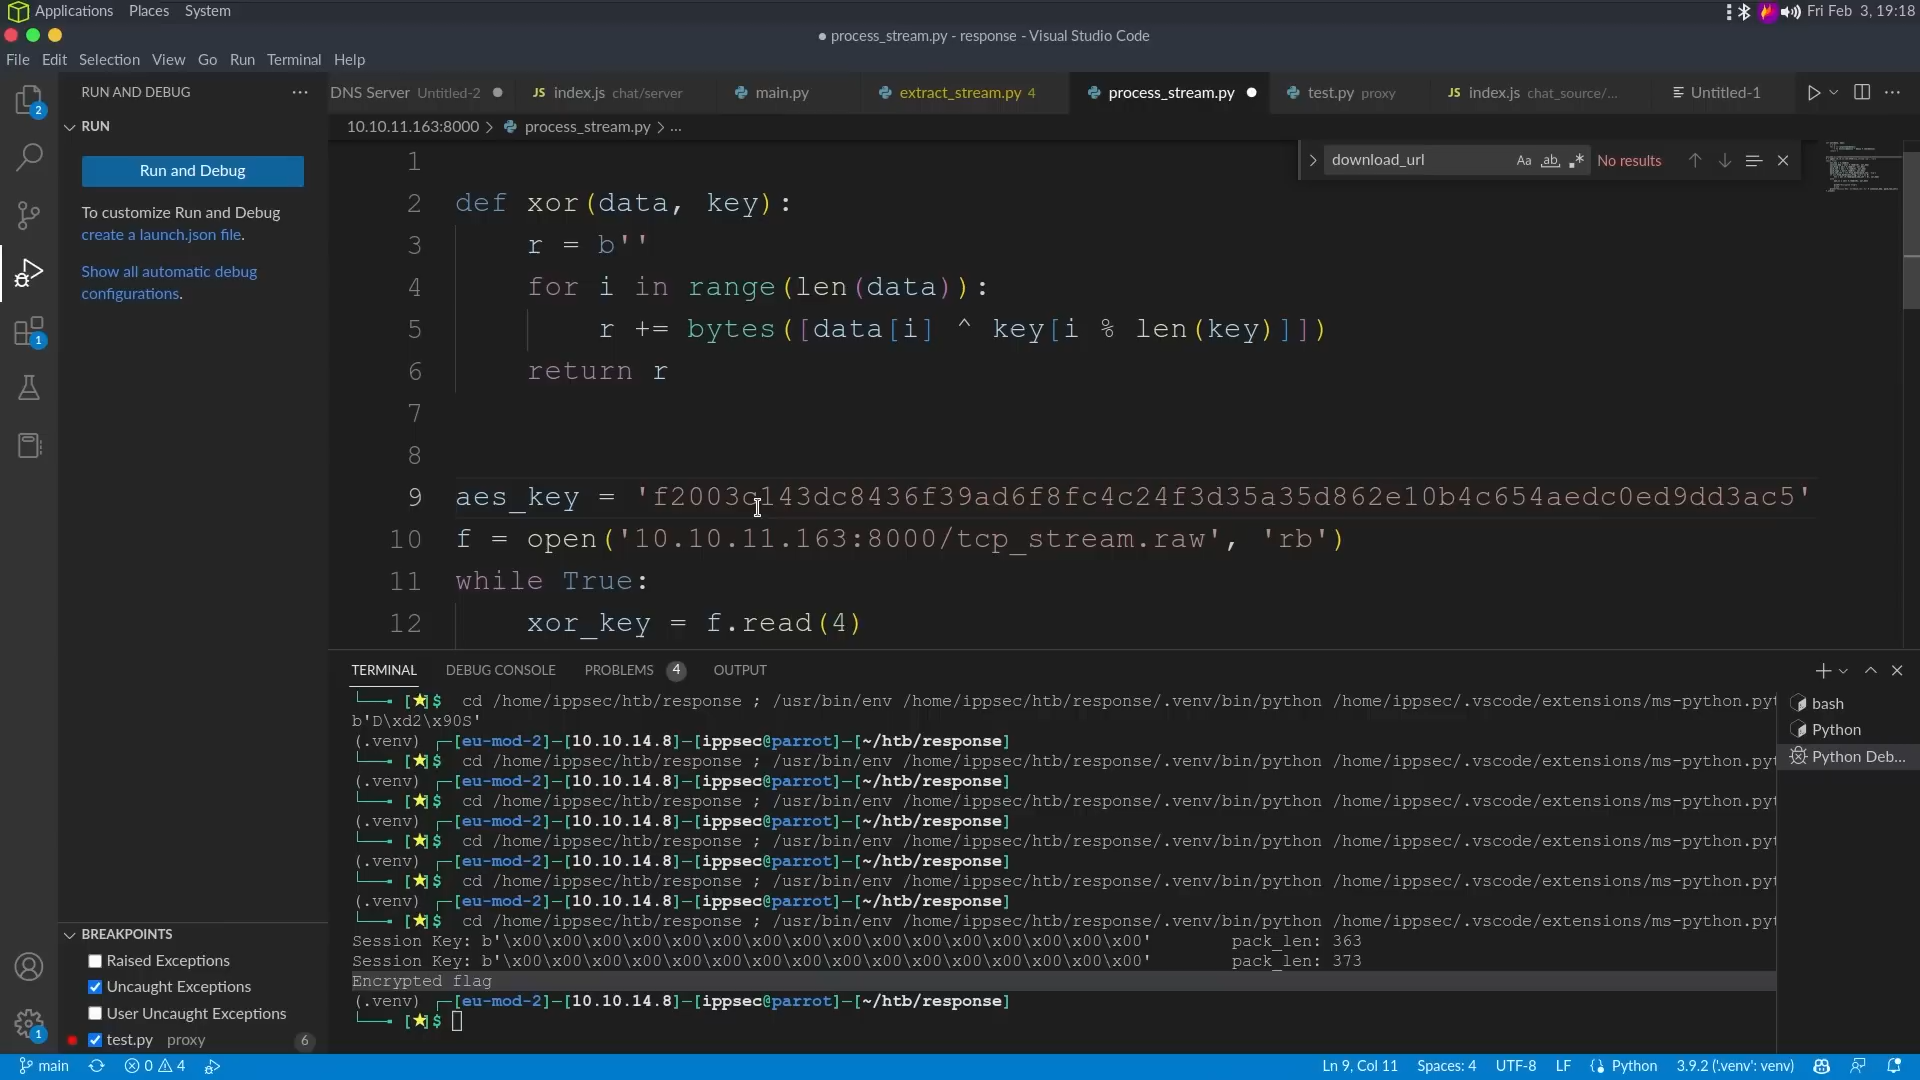 Applications Places System
Fri Feb 3, 19:18
● process_stream.py - response - Visual Studio Code
File Edit Selection View Go Run Terminal Help
RUN AND DEBUG ···
DNS Server Untitled-2 ●
JS index.js chat/server
main.py
extract_stream.py 4
process_stream.py ●
test.py proxy
JS index.js chat_source/...
Untitled-1
RUN
10.10.11.163:8000 > process_stream.py > ...
Run and Debug
To customize Run and Debug
create a launch.json file.
Show all automatic debug
configurations.
download_url Aa ab .* No results
1
2 def xor(data, key):
3 r = b''
4 for i in range(len(data)):
5 r += bytes([data[i] ^ key[i % len(key)]])
6 return r
7
8
9 aes_key = 'f2003c143dc8436f39ad6f8fc4c24f3d35a35d862e10b4c654aedc0ed9dd3ac5'
10 f = open('10.10.11.163:8000/tcp_stream.raw', 'rb')
11 while True:
12 xor_key = f.read(4)
2
1
1
TERMINAL DEBUG CONSOLE PROBLEMS 4 OUTPUT
[★]$ cd /home/ippsec/htb/response ; /usr/bin/env /home/ippsec/htb/response/.venv/bin/python /home/ippsec/.vscode/extensions/ms-python.pyt
b'D\xd2\x90S'
(.venv) ┌─[eu-mod-2]─[10.10.14.8]─[ippsec@parrot]─[~/htb/response]
└──╼ [★]$ cd /home/ippsec/htb/response ; /usr/bin/env /home/ippsec/htb/response/.venv/bin/python /home/ippsec/.vscode/extensions/ms-python.pyt
(.venv) ┌─[eu-mod-2]─[10.10.14.8]─[ippsec@parrot]─[~/htb/response]
└──╼ [★]$ cd /home/ippsec/htb/response ; /usr/bin/env /home/ippsec/htb/response/.venv/bin/python /home/ippsec/.vscode/extensions/ms-python.pyt
(.venv) ┌─[eu-mod-2]─[10.10.14.8]─[ippsec@parrot]─[~/htb/response]
└──╼ [★]$ cd /home/ippsec/htb/response ; /usr/bin/env /home/ippsec/htb/response/.venv/bin/python /home/ippsec/.vscode/extensions/ms-python.pyt
(.venv) ┌─[eu-mod-2]─[10.10.14.8]─[ippsec@parrot]─[~/htb/response]
└──╼ [★]$ cd /home/ippsec/htb/response ; /usr/bin/env /home/ippsec/htb/response/.venv/bin/python /home/ippsec/.vscode/extensions/ms-python.pyt
(.venv) ┌─[eu-mod-2]─[10.10.14.8]─[ippsec@parrot]─[~/htb/response]
└──╼ [★]$ cd /home/ippsec/htb/response ; /usr/bin/env /home/ippsec/htb/response/.venv/bin/python /home/ippsec/.vscode/extensions/ms-python.pyt
Session Key: b'\x00\x00\x00\x00\x00\x00\x00\x00\x00\x00\x00\x00\x00\x00\x00\x00' pack_len: 363
Session Key: b'\x00\x00\x00\x00\x00\x00\x00\x00\x00\x00\x00\x00\x00\x00\x00\x00' pack_len: 373
Encrypted flag
(.venv) ┌─[eu-mod-2]─[10.10.14.8]─[ippsec@parrot]─[~/htb/response]
└──╼ [★]$
bash
Python
Python Deb...
BREAKPOINTS
Raised Exceptions
Uncaught Exceptions
User Uncaught Exceptions
test.py proxy 6
main 0 4
Ln 9, Col 11 Spaces: 4 UTF-8 LF Python 3.9.2 ('.venv': venv)